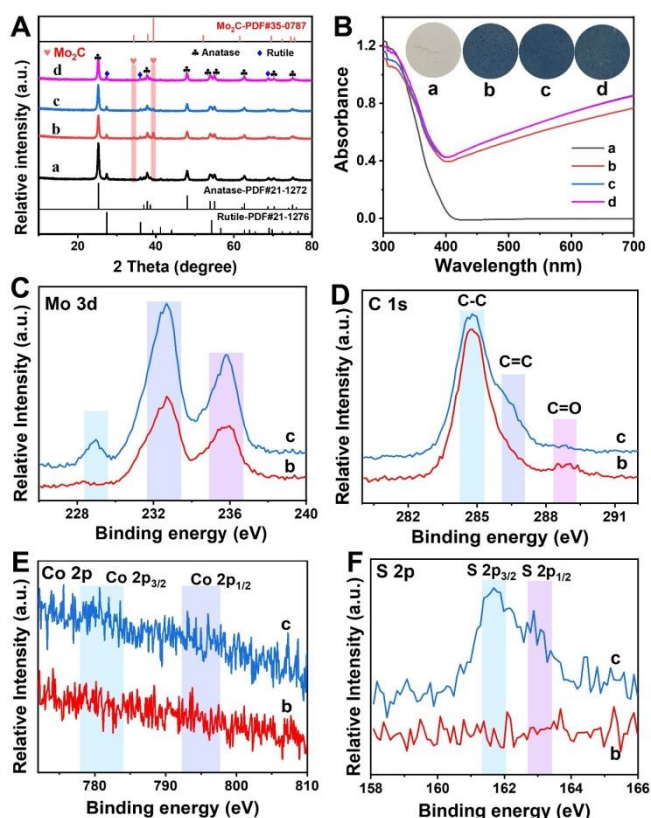 A
Mo₂C-PDF#35-0787
♥ Mo₂C ♣ Anatase ♦ Rutile
d
c
b
a
Anatase-PDF#21-1272
Rutile-PDF#21-1276
10 20 30 40 50 60 70 80
2 Theta (degree)
Relative intensity (a.u.)
B
1.2
0.8
0.4
0.0
a b c d
a
b
c
d
300 400 500 600 700
Wavelength (nm)
Absorbance
C
Mo 3d
c
b
228 232 236 240
Binding energy (eV)
Relative Intensity (a.u.)
D
C 1s
C-C
C=C
C=O
c
b
282 285 288 291
Binding energy (eV)
Relative Intensity (a.u.)
E
Co 2p Co 2p3/2 Co 2p1/2
c
b
780 790 800 810
Binding energy (eV)
Relative Intensity (a.u.)
F
S 2p S 2p3/2 S 2p1/2
c
b
158 160 162 164 166
Binding energy (eV)
Relative Intensity (a.u.)